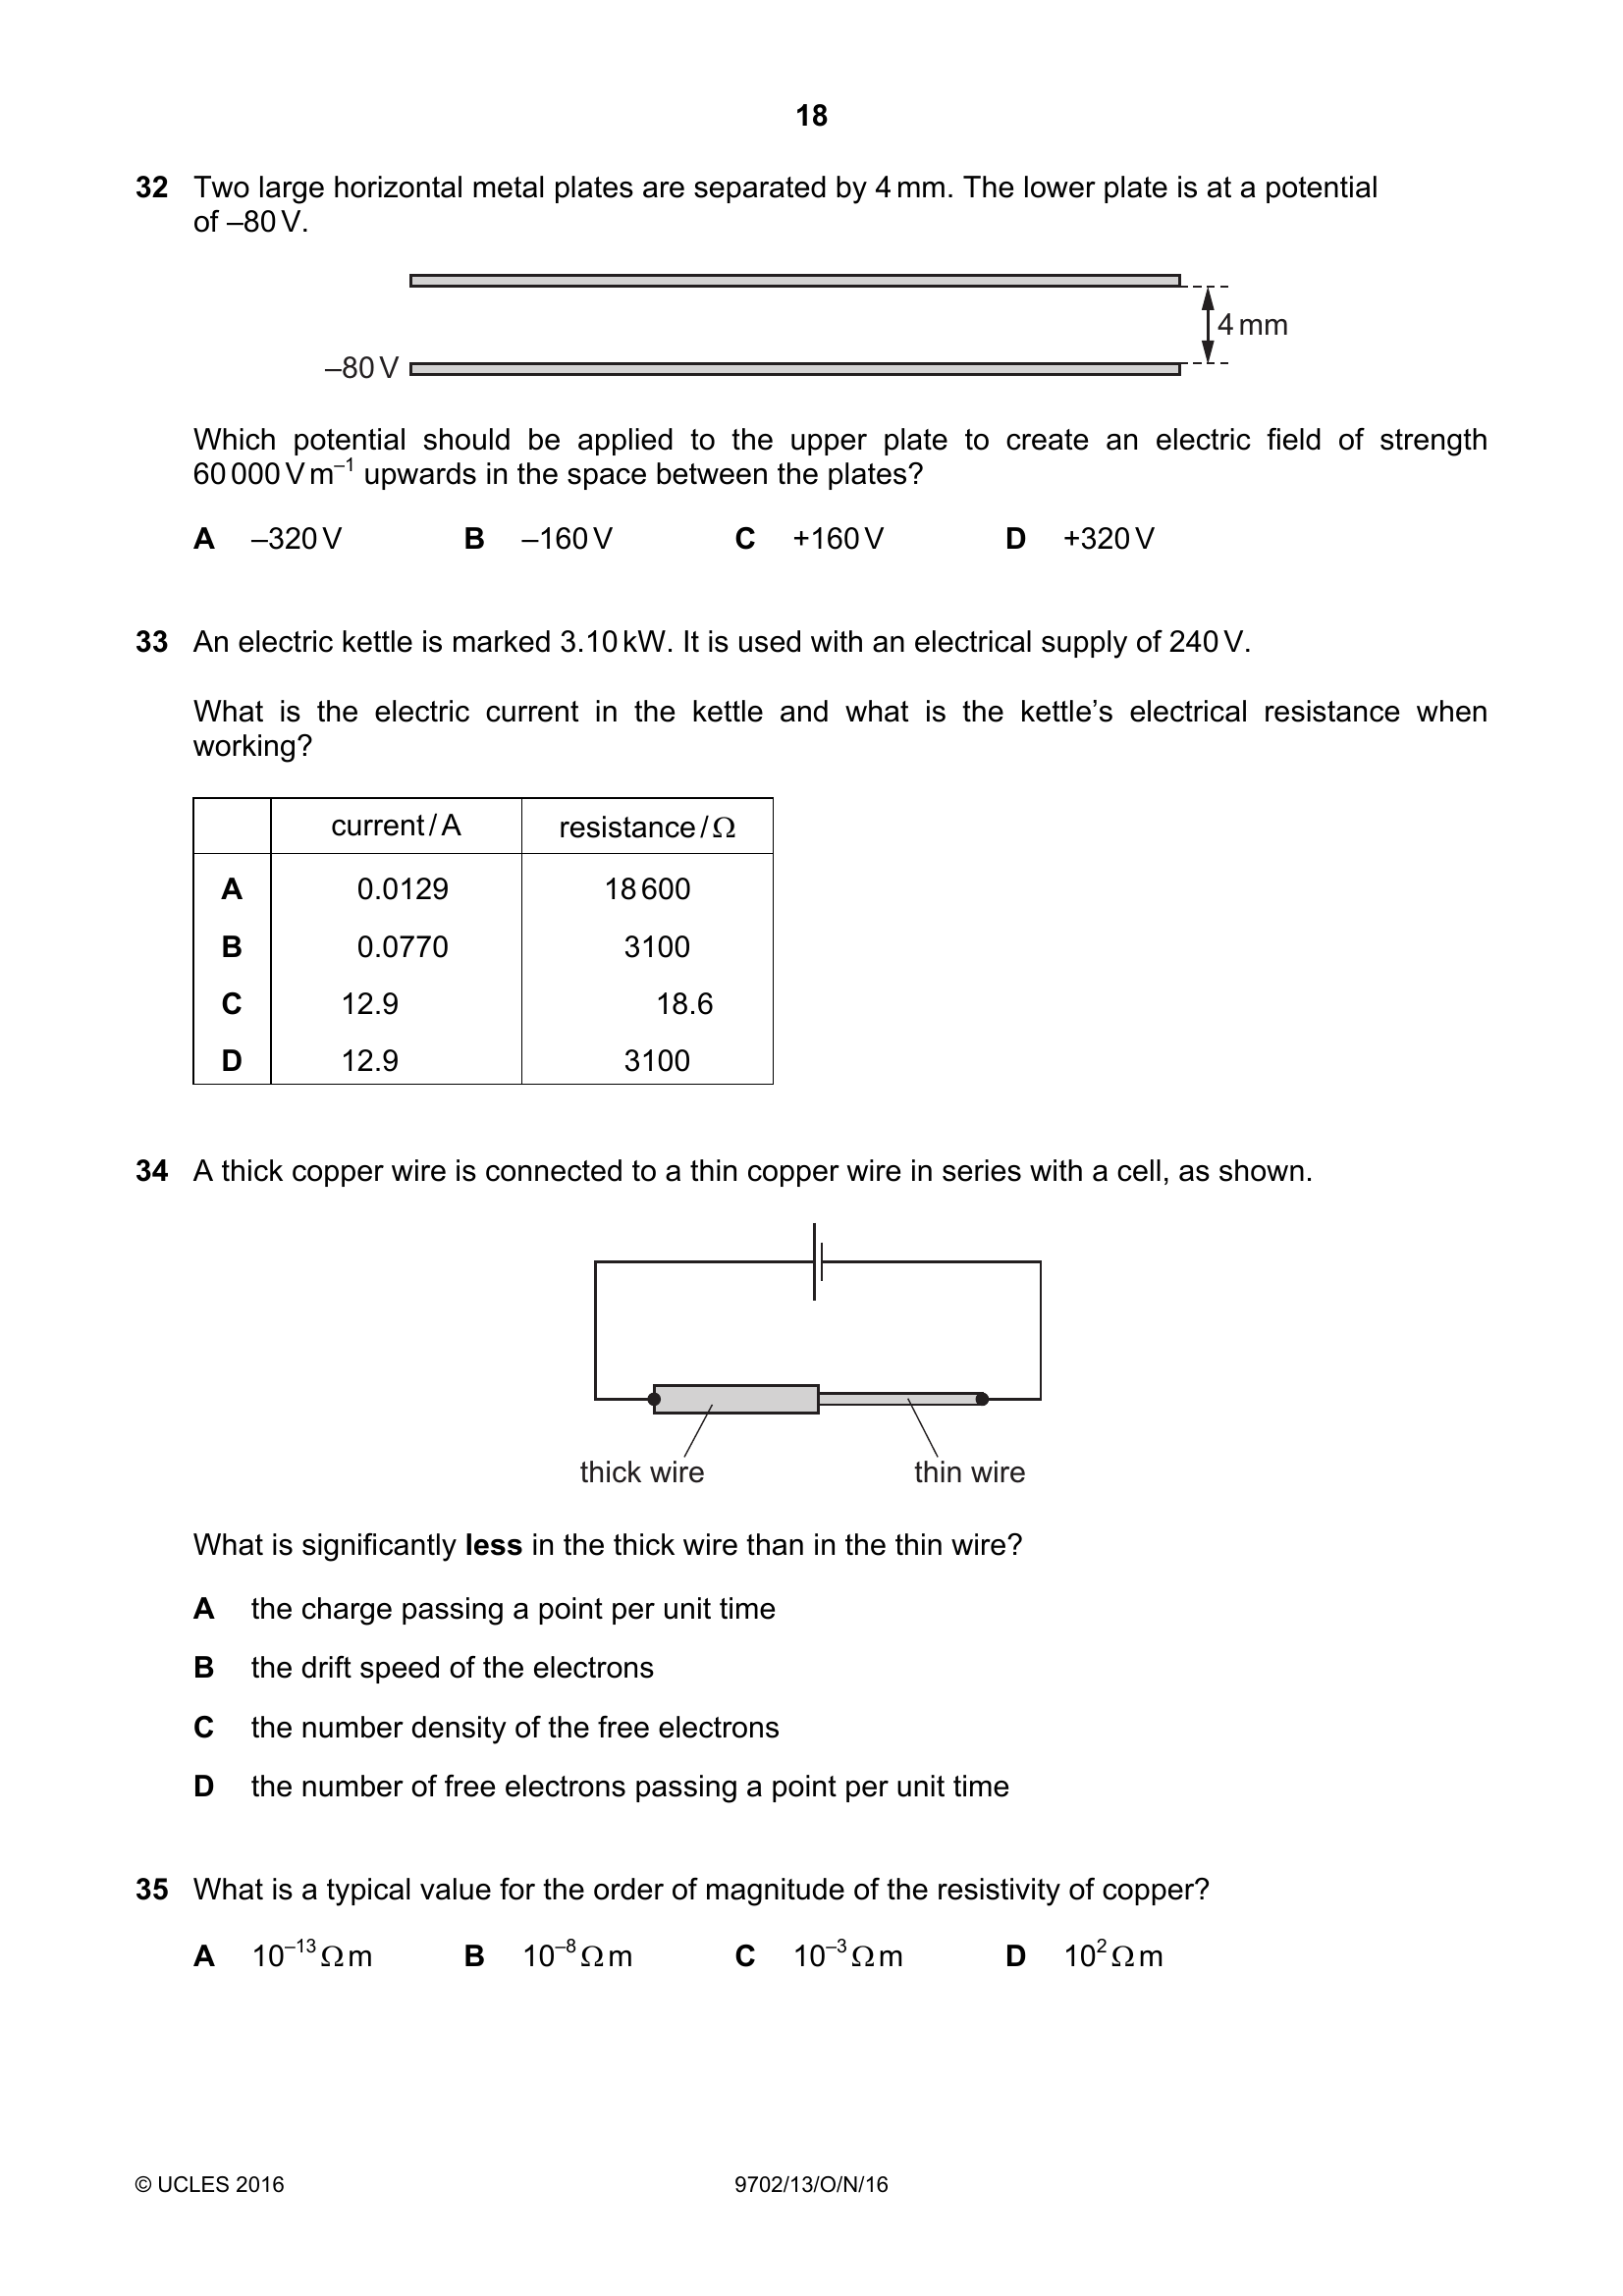 18
32 Two large horizontal metal plates are separated by 4 mm. The lower plate is at a potential
of –80 V.
4 mm
–80 V
Which potential should be applied to the upper plate to create an electric field of strength
60 000 V m⁻¹ upwards in the space between the plates?
A –320 V B –160 V C +160 V D +320 V
33 An electric kettle is marked 3.10 kW. It is used with an electrical supply of 240 V.
What is the electric current in the kettle and what is the kettle’s electrical resistance when
working?
current / A resistance / Ω
A 0.0129 18 600
B 0.0770 3100
C 12.9 18.6
D 12.9 3100
34 A thick copper wire is connected to a thin copper wire in series with a cell, as shown.
thick wire thin wire
What is significantly less in the thick wire than in the thin wire?
A the charge passing a point per unit time
B the drift speed of the electrons
C the number density of the free electrons
D the number of free electrons passing a point per unit time
35 What is a typical value for the order of magnitude of the resistivity of copper?
A 10⁻¹³ Ω m B 10⁻⁸ Ω m C 10⁻³ Ω m D 10² Ω m
© UCLES 2016 9702/13/O/N/16